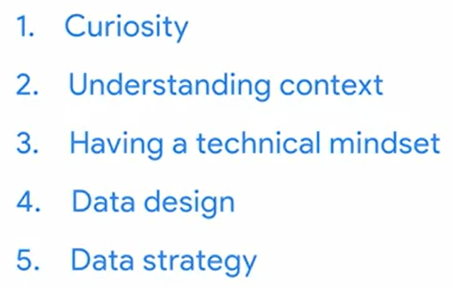 1. Curiosity
2. Understanding context
3. Having a technical mindset
4. Data design
5. Data strategy